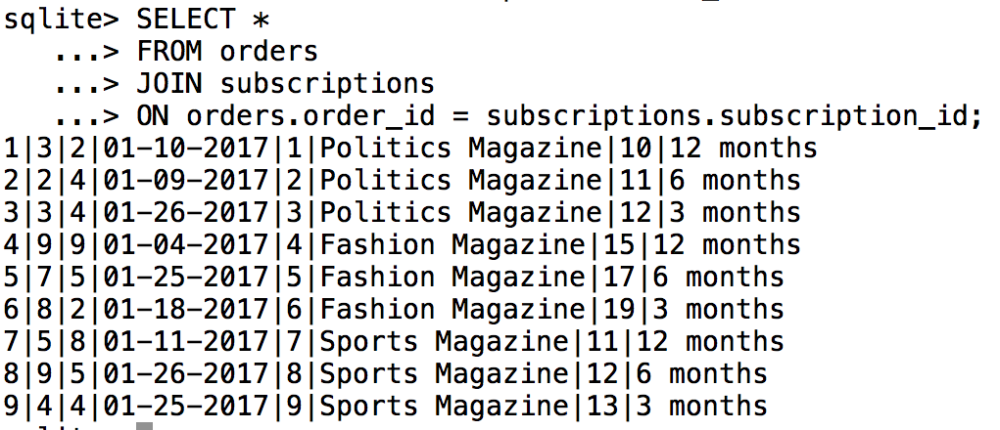 sqlite> SELECT *
   ...> FROM orders
   ...> JOIN subscriptions
   ...> ON orders.order_id = subscriptions.subscription_id;
1|3|2|01-10-2017|1|Politics Magazine|10|12 months
2|2|4|01-09-2017|2|Politics Magazine|11|6 months
3|3|4|01-26-2017|3|Politics Magazine|12|3 months
4|9|9|01-04-2017|4|Fashion Magazine|15|12 months
5|7|5|01-25-2017|5|Fashion Magazine|17|6 months
6|8|2|01-18-2017|6|Fashion Magazine|19|3 months
7|5|8|01-11-2017|7|Sports Magazine|11|12 months
8|9|5|01-26-2017|8|Sports Magazine|12|6 months
9|4|4|01-25-2017|9|Sports Magazine|13|3 months